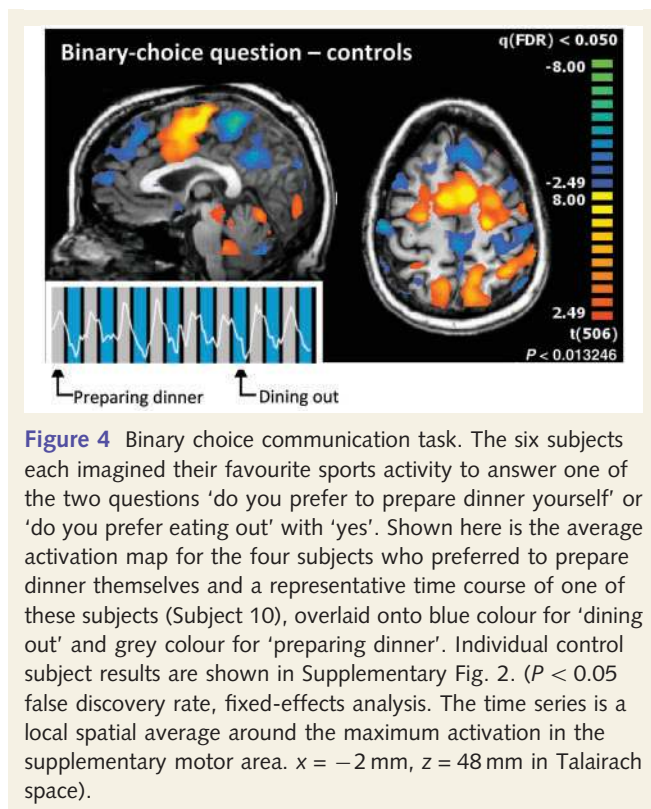 Binary-choice question – controls
q(FDR) < 0.050
-8.00
-2.49
8.00
2.49
t(506)
P < 0.013246
Preparing dinner
Dining out
Figure 4 Binary choice communication task. The six subjects
each imagined their favourite sports activity to answer one of
the two questions ‘do you prefer to prepare dinner yourself’ or
‘do you prefer eating out’ with ‘yes’. Shown here is the average
activation map for the four subjects who preferred to prepare
dinner themselves and a representative time course of one of
these subjects (Subject 10), overlaid onto blue colour for ‘dining
out’ and grey colour for ‘preparing dinner’. Individual control
subject results are shown in Supplementary Fig. 2. (P < 0.05
false discovery rate, fixed-effects analysis. The time series is a
local spatial average around the maximum activation in the
supplementary motor area. x = −2 mm, z = 48 mm in Talairach
space).